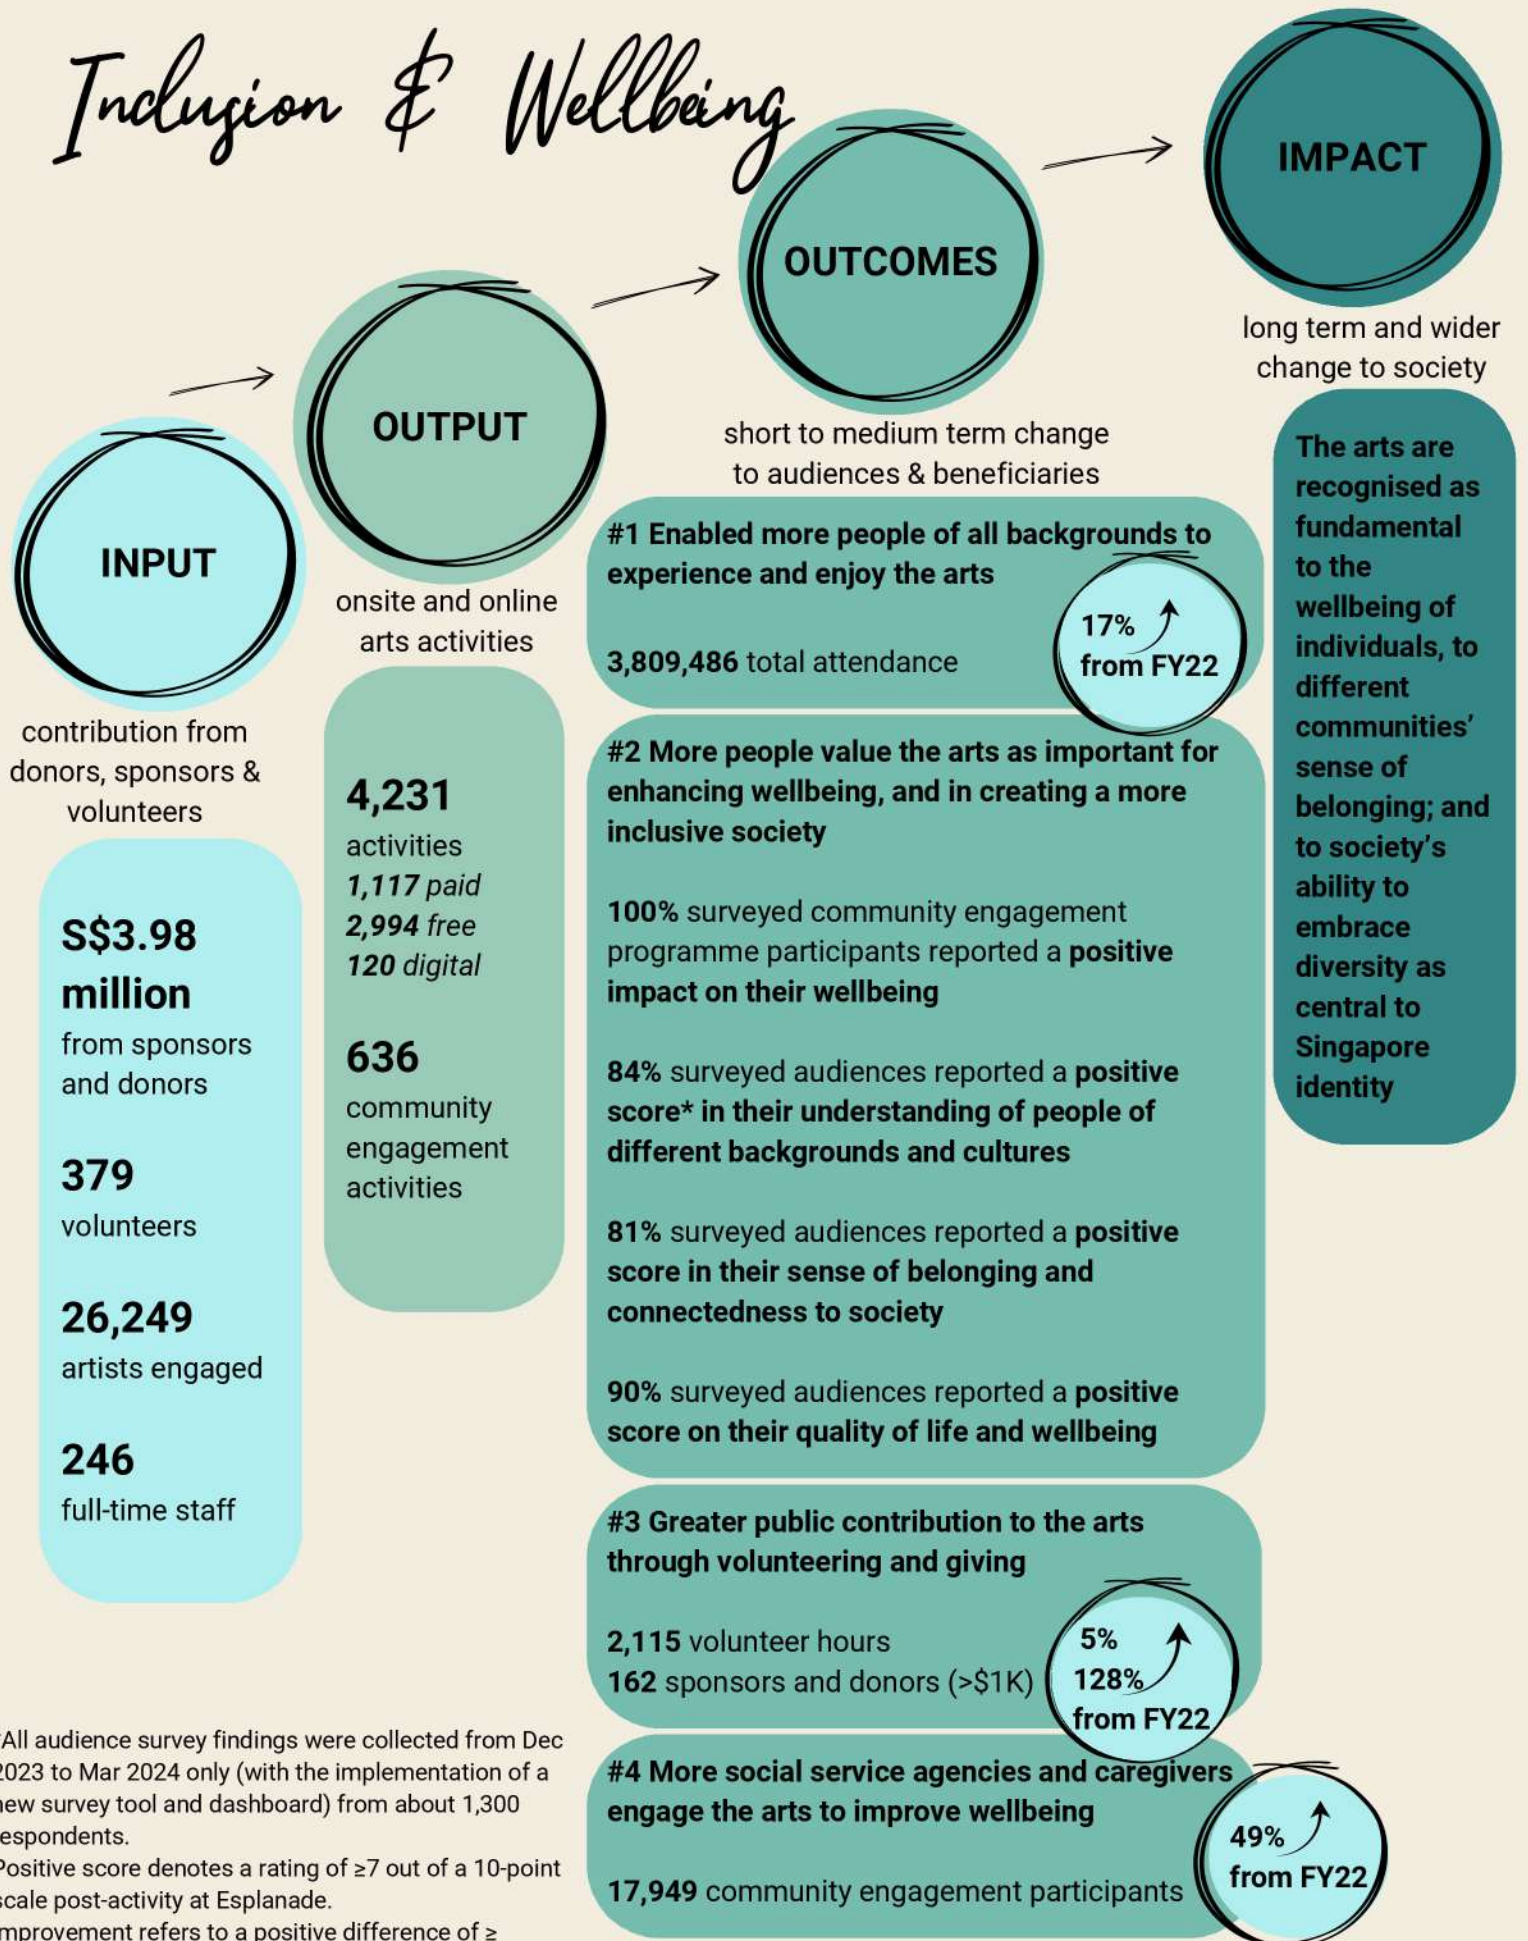 Inclusion & Wellbeing
INPUT
contribution from
donors, sponsors &
volunteers
S$3.98
million
from sponsors
and donors
379
volunteers
26,249
artists engaged
246
full-time staff
OUTPUT
onsite and online
arts activities
4,231
activities
1,117 paid
2,994 free
120 digital
636
community
engagement
activities
OUTCOMES
short to medium term change
to audiences & beneficiaries
#1 Enabled more people of all backgrounds to
experience and enjoy the arts
3,809,486 total attendance
17%
from FY22
#2 More people value the arts as important for
enhancing wellbeing, and in creating a more
inclusive society
100% surveyed community engagement
programme participants reported a positive
impact on their wellbeing
84% surveyed audiences reported a positive
score* in their understanding of people of
different backgrounds and cultures
81% surveyed audiences reported a positive
score in their sense of belonging and
connectedness to society
90% surveyed audiences reported a positive
score on their quality of life and wellbeing
#3 Greater public contribution to the arts
through volunteering and giving
2,115 volunteer hours
162 sponsors and donors (>$1K)
5%
128%
from FY22
#4 More social service agencies and caregivers
engage the arts to improve wellbeing
17,949 community engagement participants
49%
from FY22
IMPACT
long term and wider
change to society
The arts are
recognised as
fundamental
to the
wellbeing of
individuals, to
different
communities'
sense of
belonging; and
to society's
ability to
embrace
diversity as
central to
Singapore
identity
All audience survey findings were collected from Dec
2023 to Mar 2024 only (with the implementation of a
new survey tool and dashboard) from about 1,300
respondents.
Positive score denotes a rating of ≥7 out of a 10-point
scale post-activity at Esplanade.
Improvement refers to a positive difference of ≥